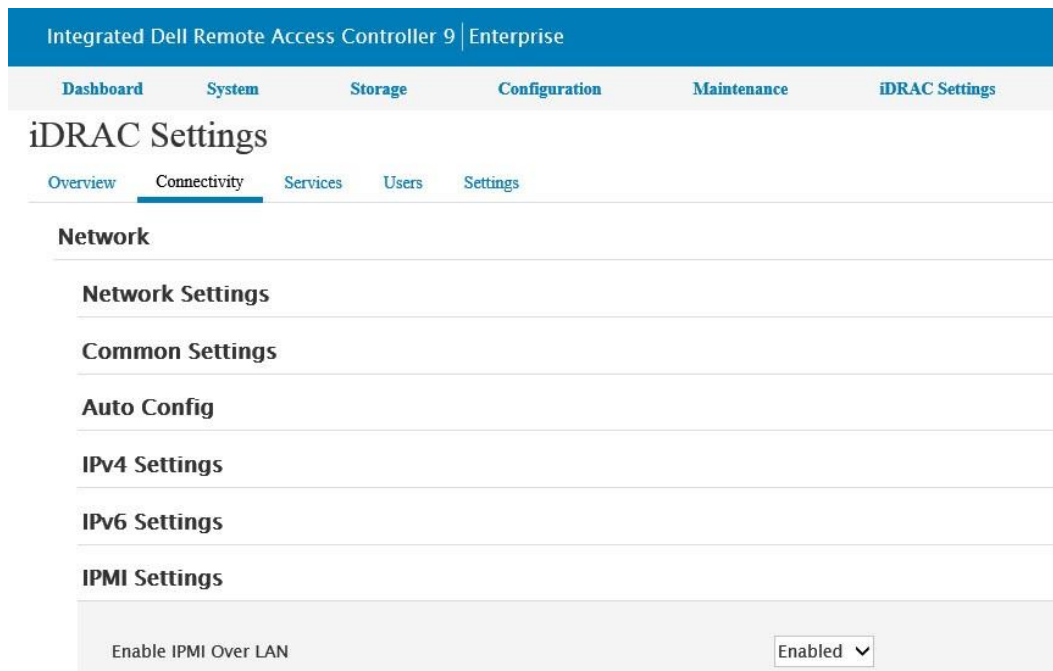 Integrated Dell Remote Access Controller 9 | Enterprise
Dashboard System Storage Configuration Maintenance iDRAC Settings
iDRAC Settings
Overview Connectivity Services Users Settings
Network
Network Settings
Common Settings
Auto Config
IPv4 Settings
IPv6 Settings
IPMI Settings
Enable IPMI Over LAN Enabled